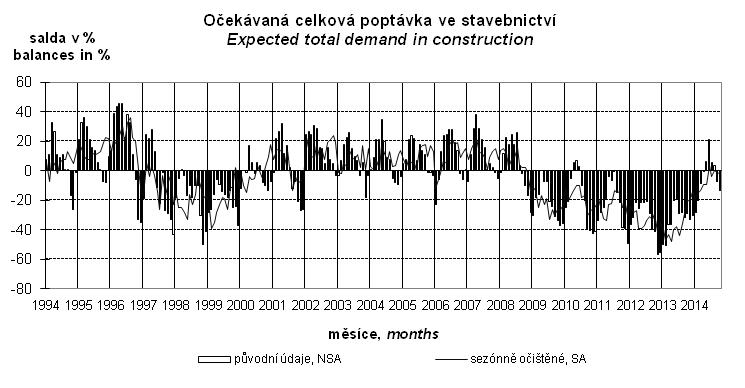 Očekávaná celková poptávka ve stavebnictví
Expected total demand in construction
salda v %
balances in %
60
40
20
0
-20
-40
-60
-80
1994 1995 1996 1997 1998 1999 2000 2001 2002 2003 2004 2005 2006 2007 2008 2009 2010 2011 2012 2013 2014
měsíce, months
původní údaje, NSA
sezónně očištěné, SA